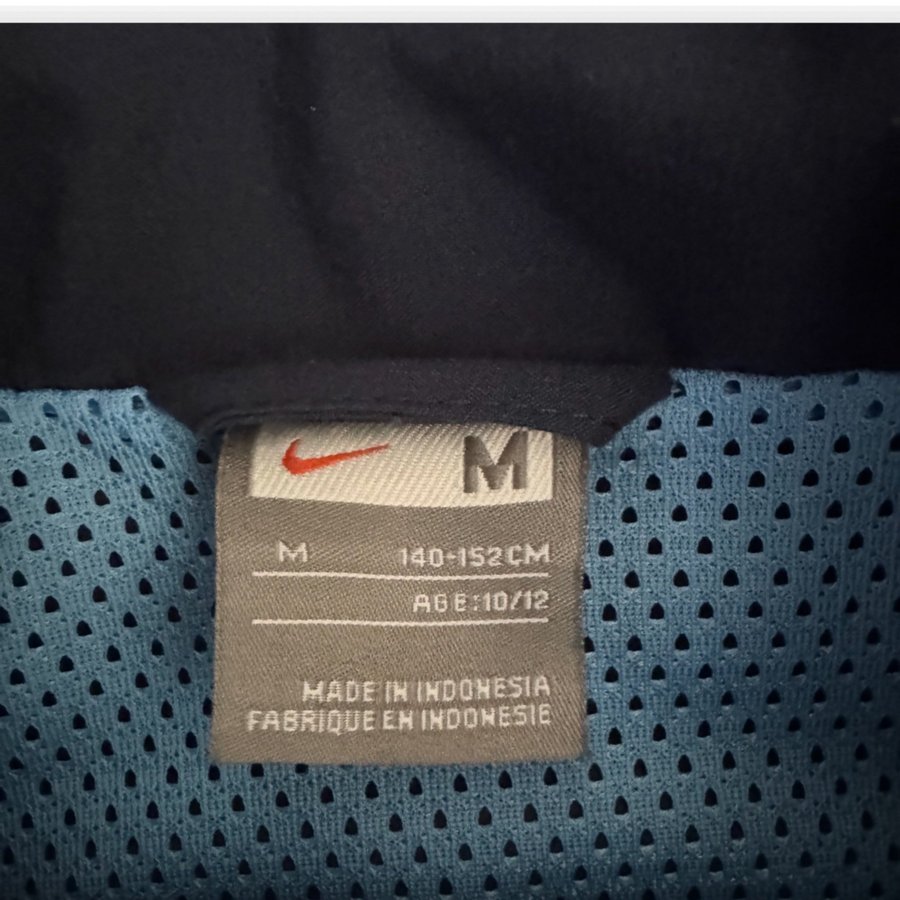 M
M 140-152CM
AGE:10/12
MADE IN INDONESIA
FABRIQUE EN INDONESIE